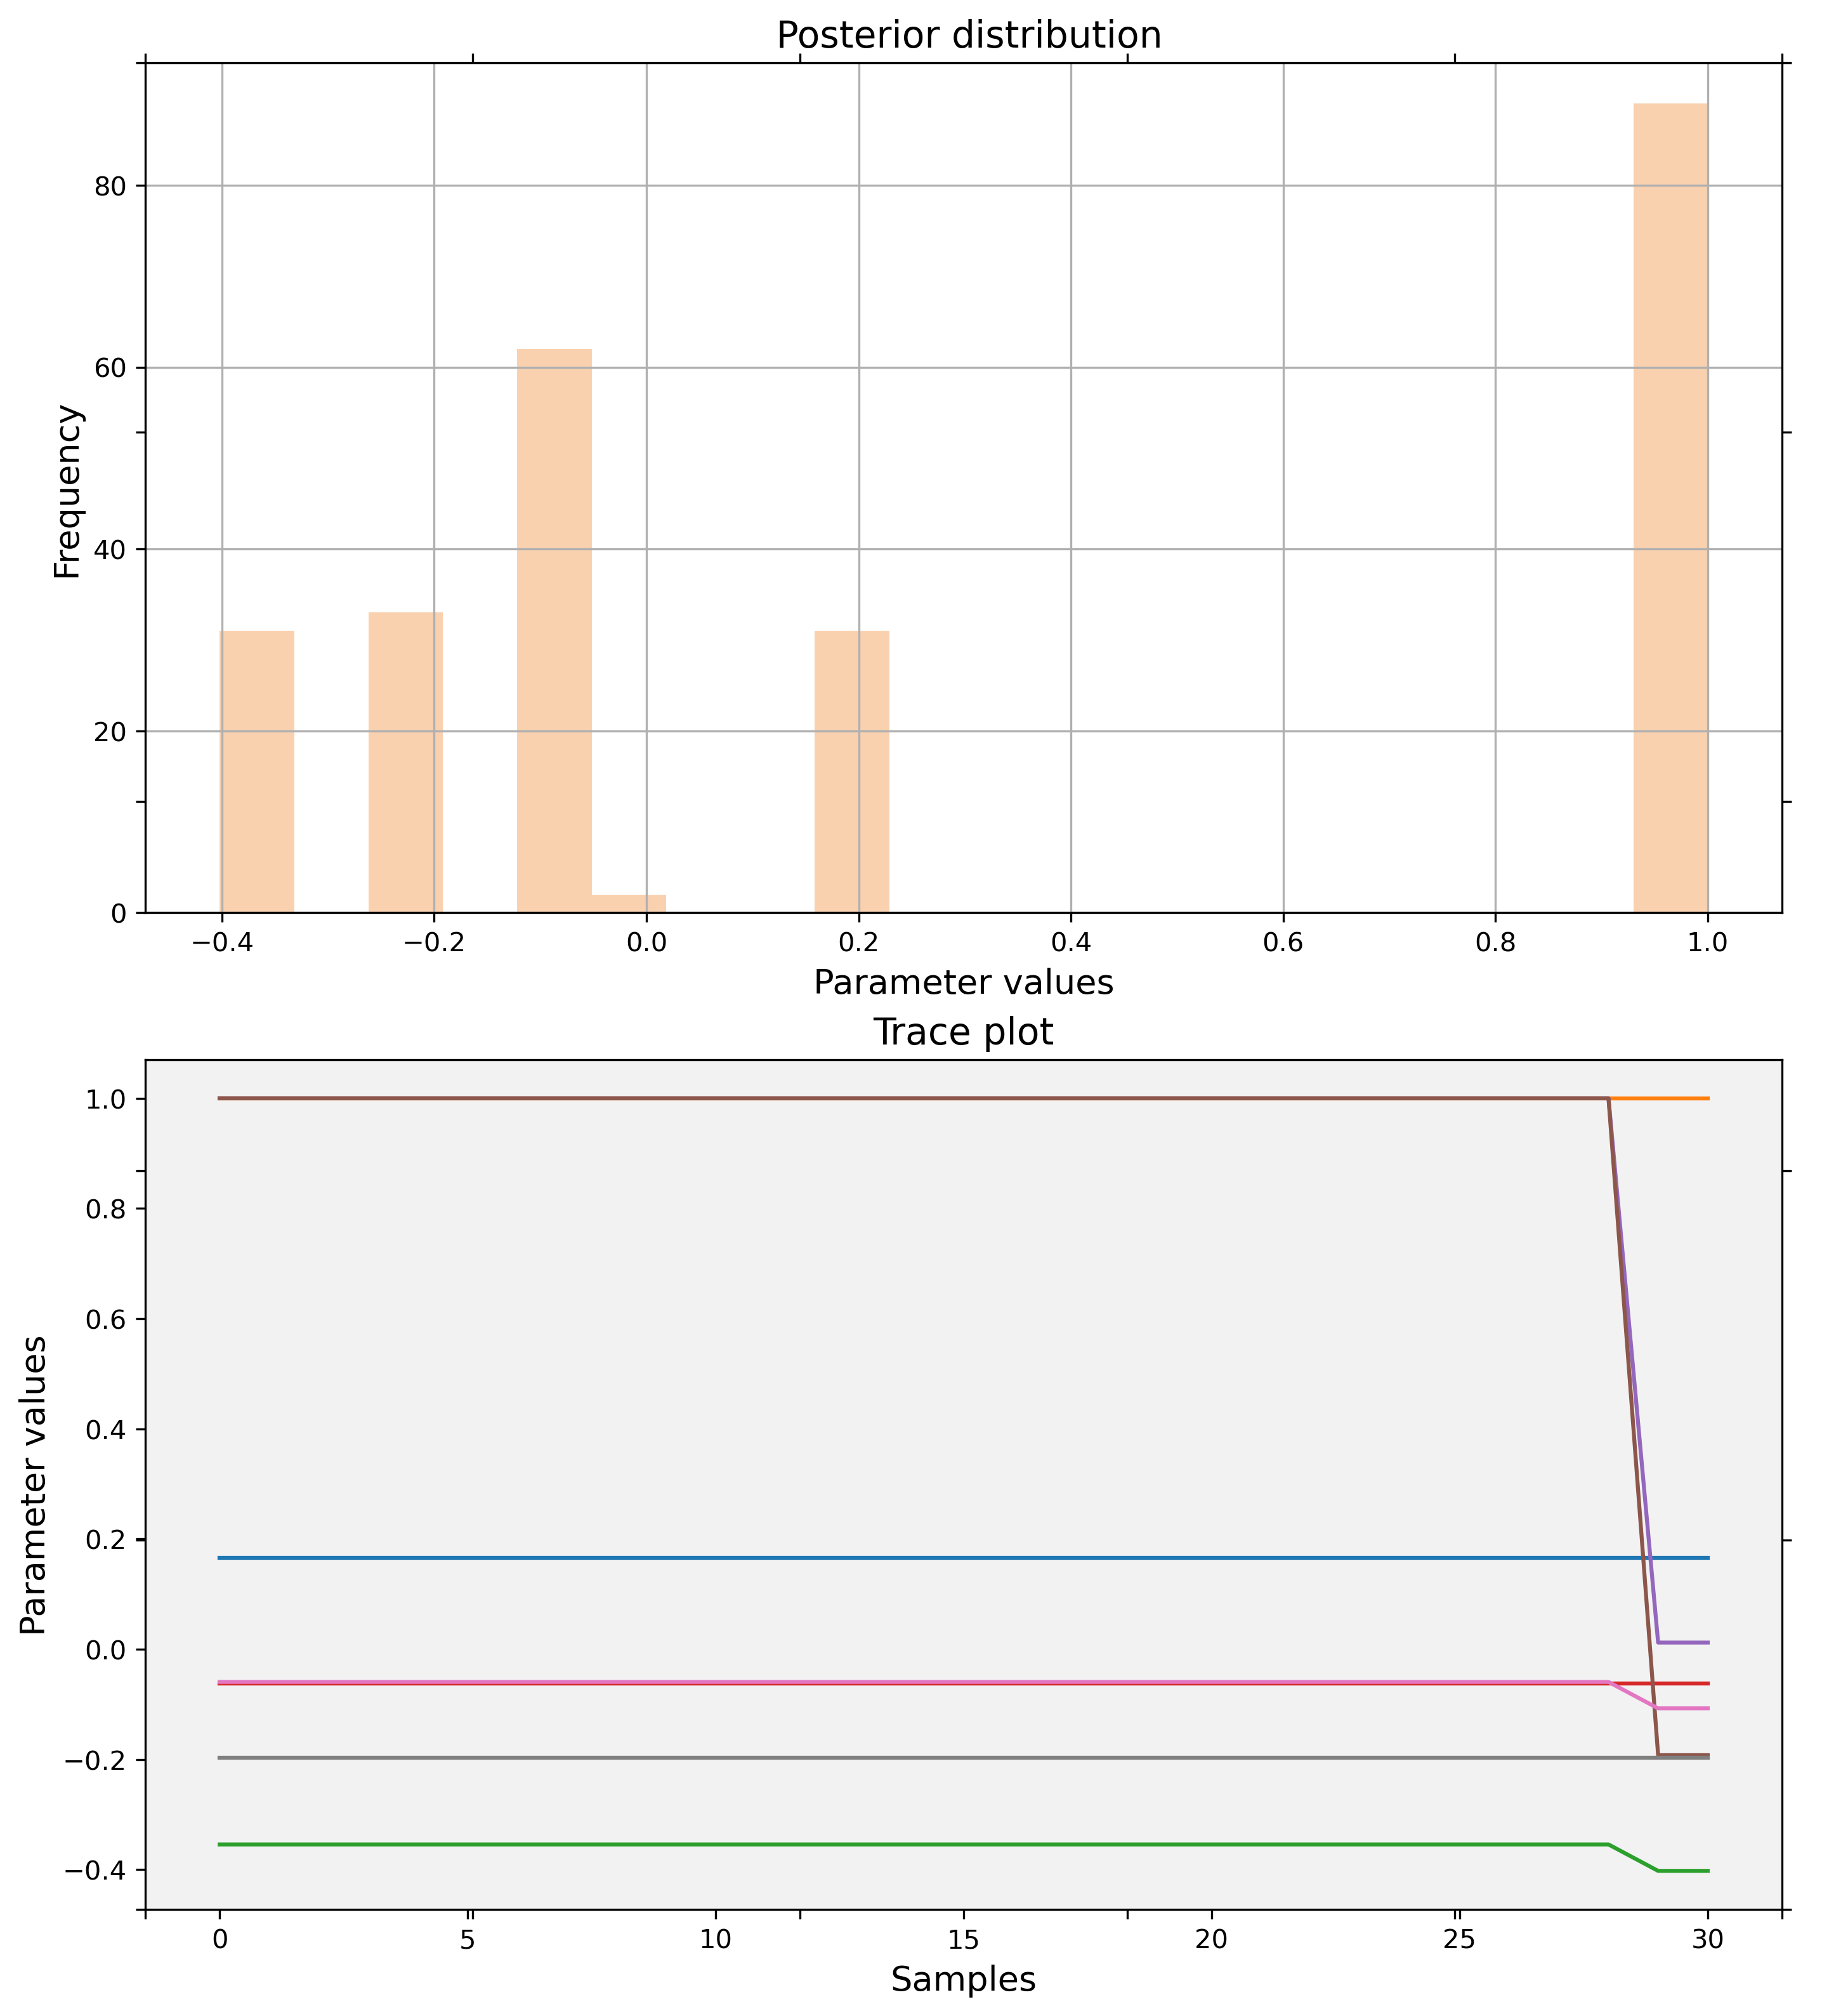 Posterior distribution
80
60
40
20
0
Frequency
−0.4 −0.2 0.0 0.2 0.4 0.6 0.8 1.0
Parameter values
Trace plot
1.0
0.8
0.6
0.4
0.2
0.0
−0.2
−0.4
Parameter values
0 5 10 15 20 25 30
Samples